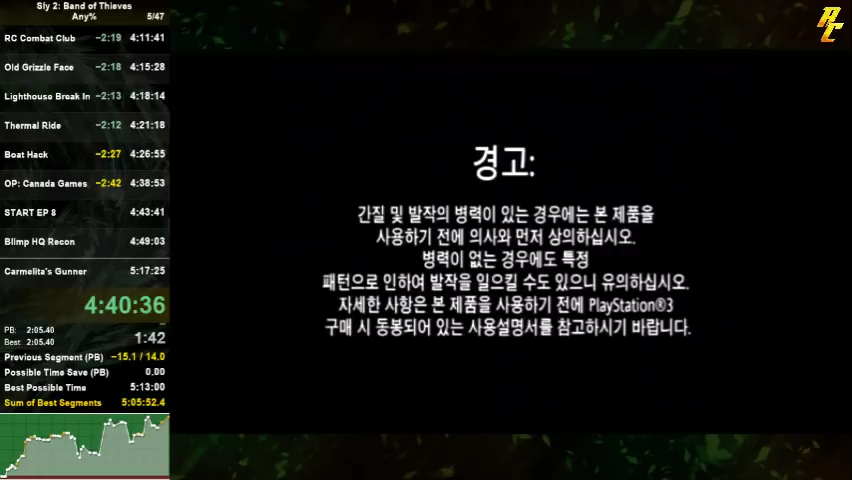 Sly 2: Band of Thieves
Any% 5/47
RC Combat Club −2:19 4:11:41
Old Grizzle Face −2:18 4:15:28
Lighthouse Break In −2:13 4:18:14
Thermal Ride −2:12 4:21:18
Boat Hack −2:27 4:26:55
OP: Canada Games −2:42 4:38:53
START EP 8 4:43:41
Blimp HQ Recon 4:49:03
Carmelita's Gunner 5:17:25
4:40:36
PB: 2:05.40
Best: 2:05.40
1:42
Previous Segment (PB) −15.1 / 14.0
Possible Time Save (PB) 0.00
Best Possible Time 5:13:00
Sum of Best Segments 5:05:52.4
경고:
간질 및 발작의 병력이 있는 경우에는 본 제품을
사용하기 전에 의사와 먼저 상의하십시오.
병력이 없는 경우에도 특정
패턴으로 인하여 발작을 일으킬 수도 있으니 유의하십시오.
자세한 사항은 본 제품을 사용하기 전에 PlayStation®3
구매 시 동봉되어 있는 사용설명서를 참고하시기 바랍니다.